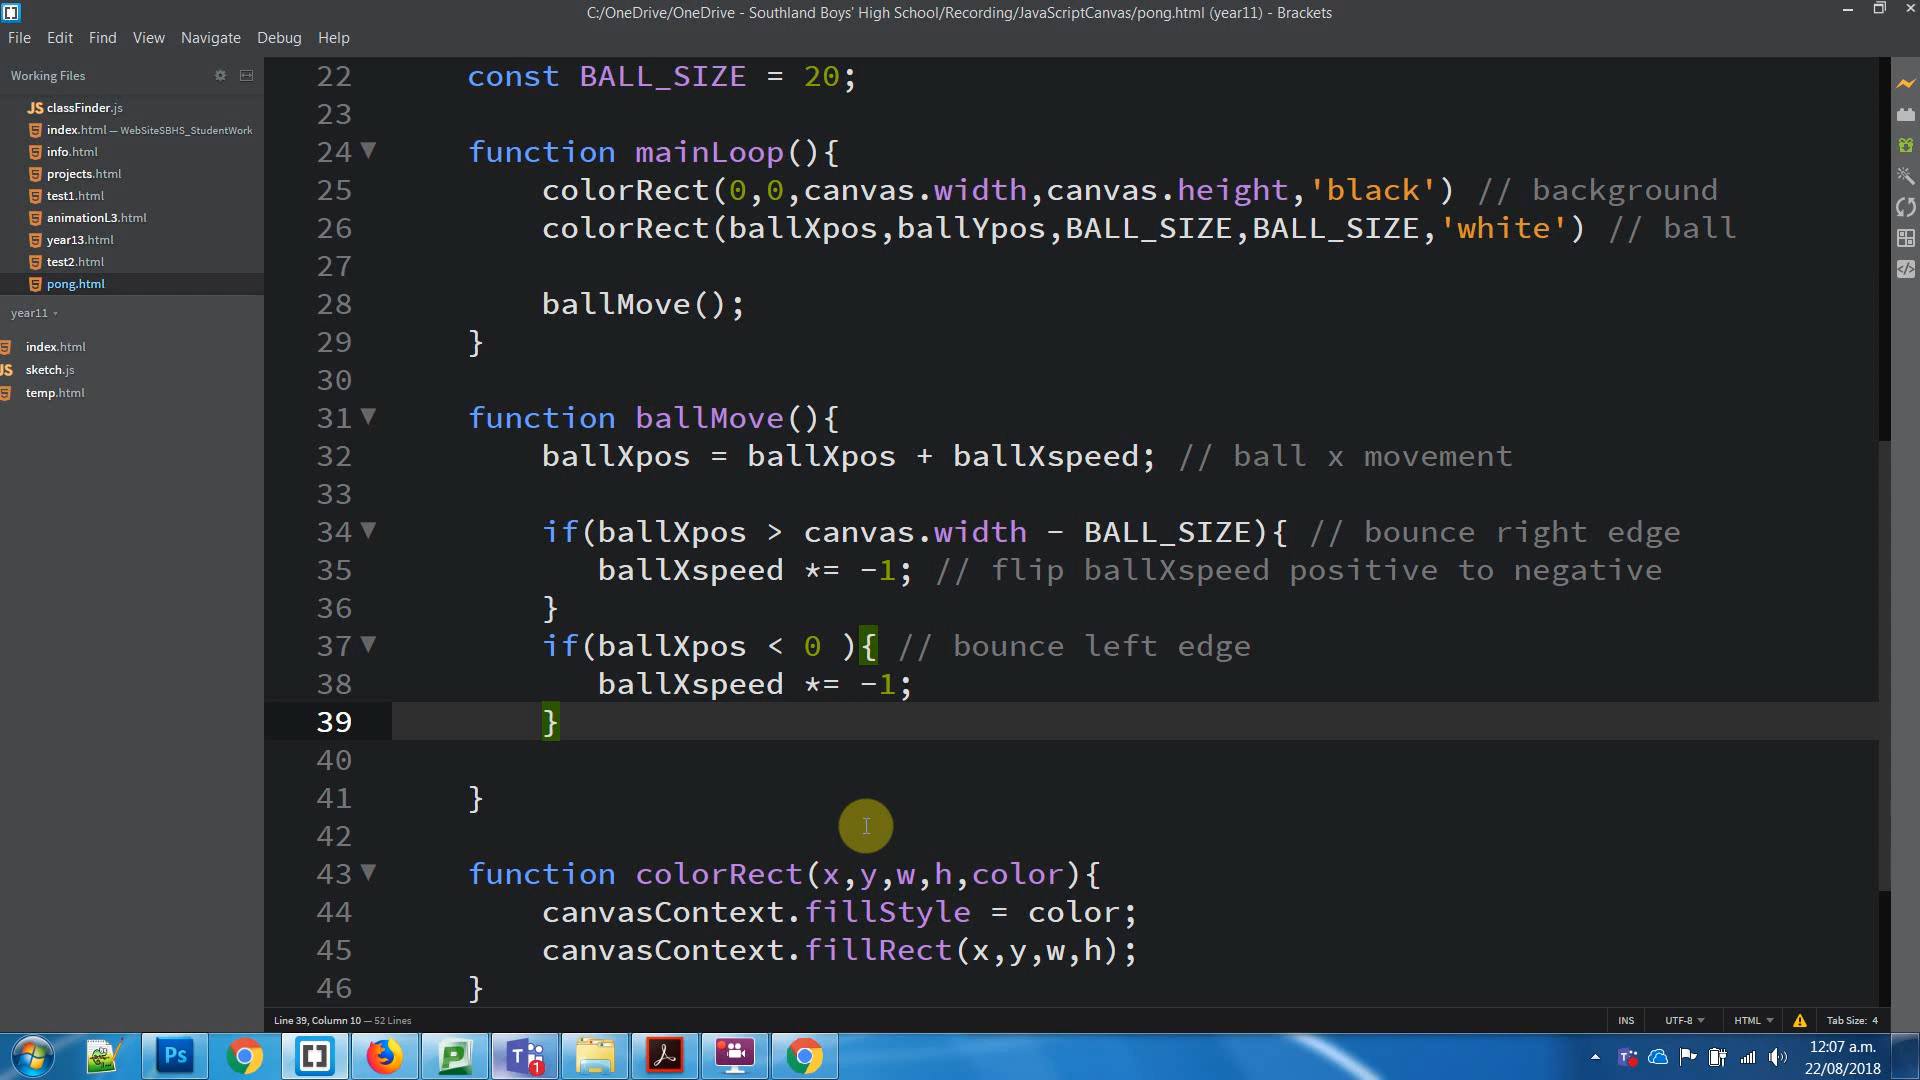 C:/OneDrive/OneDrive - Southland Boys' High School/Recording/JavaScriptCanvas/pong.html (year11) - Brackets
File Edit Find View Navigate Debug Help
Working Files
JS classFinder.js
index.html — WebSiteSBHS_StudentWork
info.html
projects.html
test1.html
animationL3.html
year13.html
test2.html
pong.html
year11
index.html
JS sketch.js
temp.html
22 const BALL_SIZE = 20;
23
24 function mainLoop(){
25 colorRect(0,0,canvas.width,canvas.height,'black') // background
26 colorRect(ballXpos,ballYpos,BALL_SIZE,BALL_SIZE,'white') // ball
27
28 ballMove();
29 }
30
31 function ballMove(){
32 ballXpos = ballXpos + ballXspeed; // ball x movement
33
34 if(ballXpos > canvas.width - BALL_SIZE){ // bounce right edge
35 ballXspeed *= -1; // flip ballXspeed positive to negative
36 }
37 if(ballXpos < 0 ){ // bounce left edge
38 ballXspeed *= -1;
39 }
40
41 }
42
43 function colorRect(x,y,w,h,color){
44 canvasContext.fillStyle = color;
45 canvasContext.fillRect(x,y,w,h);
46 }
Line 39, Column 10 — 52 Lines
INS UTF-8 HTML Tab Size: 4
Ps
1
12:07 a.m.
22/08/2018